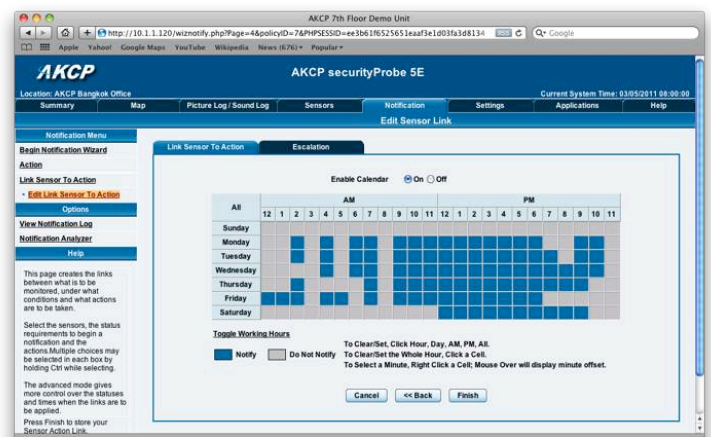 AKCP 7th Floor Demo Unit
http://10.1.1.120/wiznotify.php?Page=4&policyID=7&PHPSESSID=ee3b61f6525651eaaf3e1d03fa3d8134
RSS
Google
Apple Yahoo! Google Maps YouTube Wikipedia News (676) Popular
AKCP
AKCP securityProbe 5E
Location: AKCP Bangkok Office
Current System Time: 03/05/2011 08:00:00
Summary Map Picture Log / Sound Log Sensors Notification Settings Applications Help
Edit Sensor Link
Notification Menu
Begin Notification Wizard
Action
Link Sensor To Action
Edit Link Sensor To Action
Options
View Notification Log
Notification Analyzer
Help
This page creates the links
between what is to be
monitored, under what
conditions and what actions
are to be taken.
Select the sensors, the status
requirements to begin a
notification and the
actions.Multiple choices may
be selected in each box by
holding Ctrl while selecting.
The advanced mode gives
more control over the statuses
and times when the links are to
be applied.
Press Finish to store your
Sensor Action Link.
Link Sensor To Action Escalation
Enable Calendar On Off
All AM PM
12 1 2 3 4 5 6 7 8 9 10 11 12 1 2 3 4 5 6 7 8 9 10 11
Sunday
Monday
Tuesday
Wednesday
Thursday
Friday
Saturday
Toggle Working Hours
Notify Do Not Notify
To Clear/Set, Click Hour, Day, AM, PM, All.
To Clear/Set the Whole Hour, Click a Cell.
To Select a Minute, Right Click a Cell; Mouse Over will display minute offset.
Cancel << Back Finish